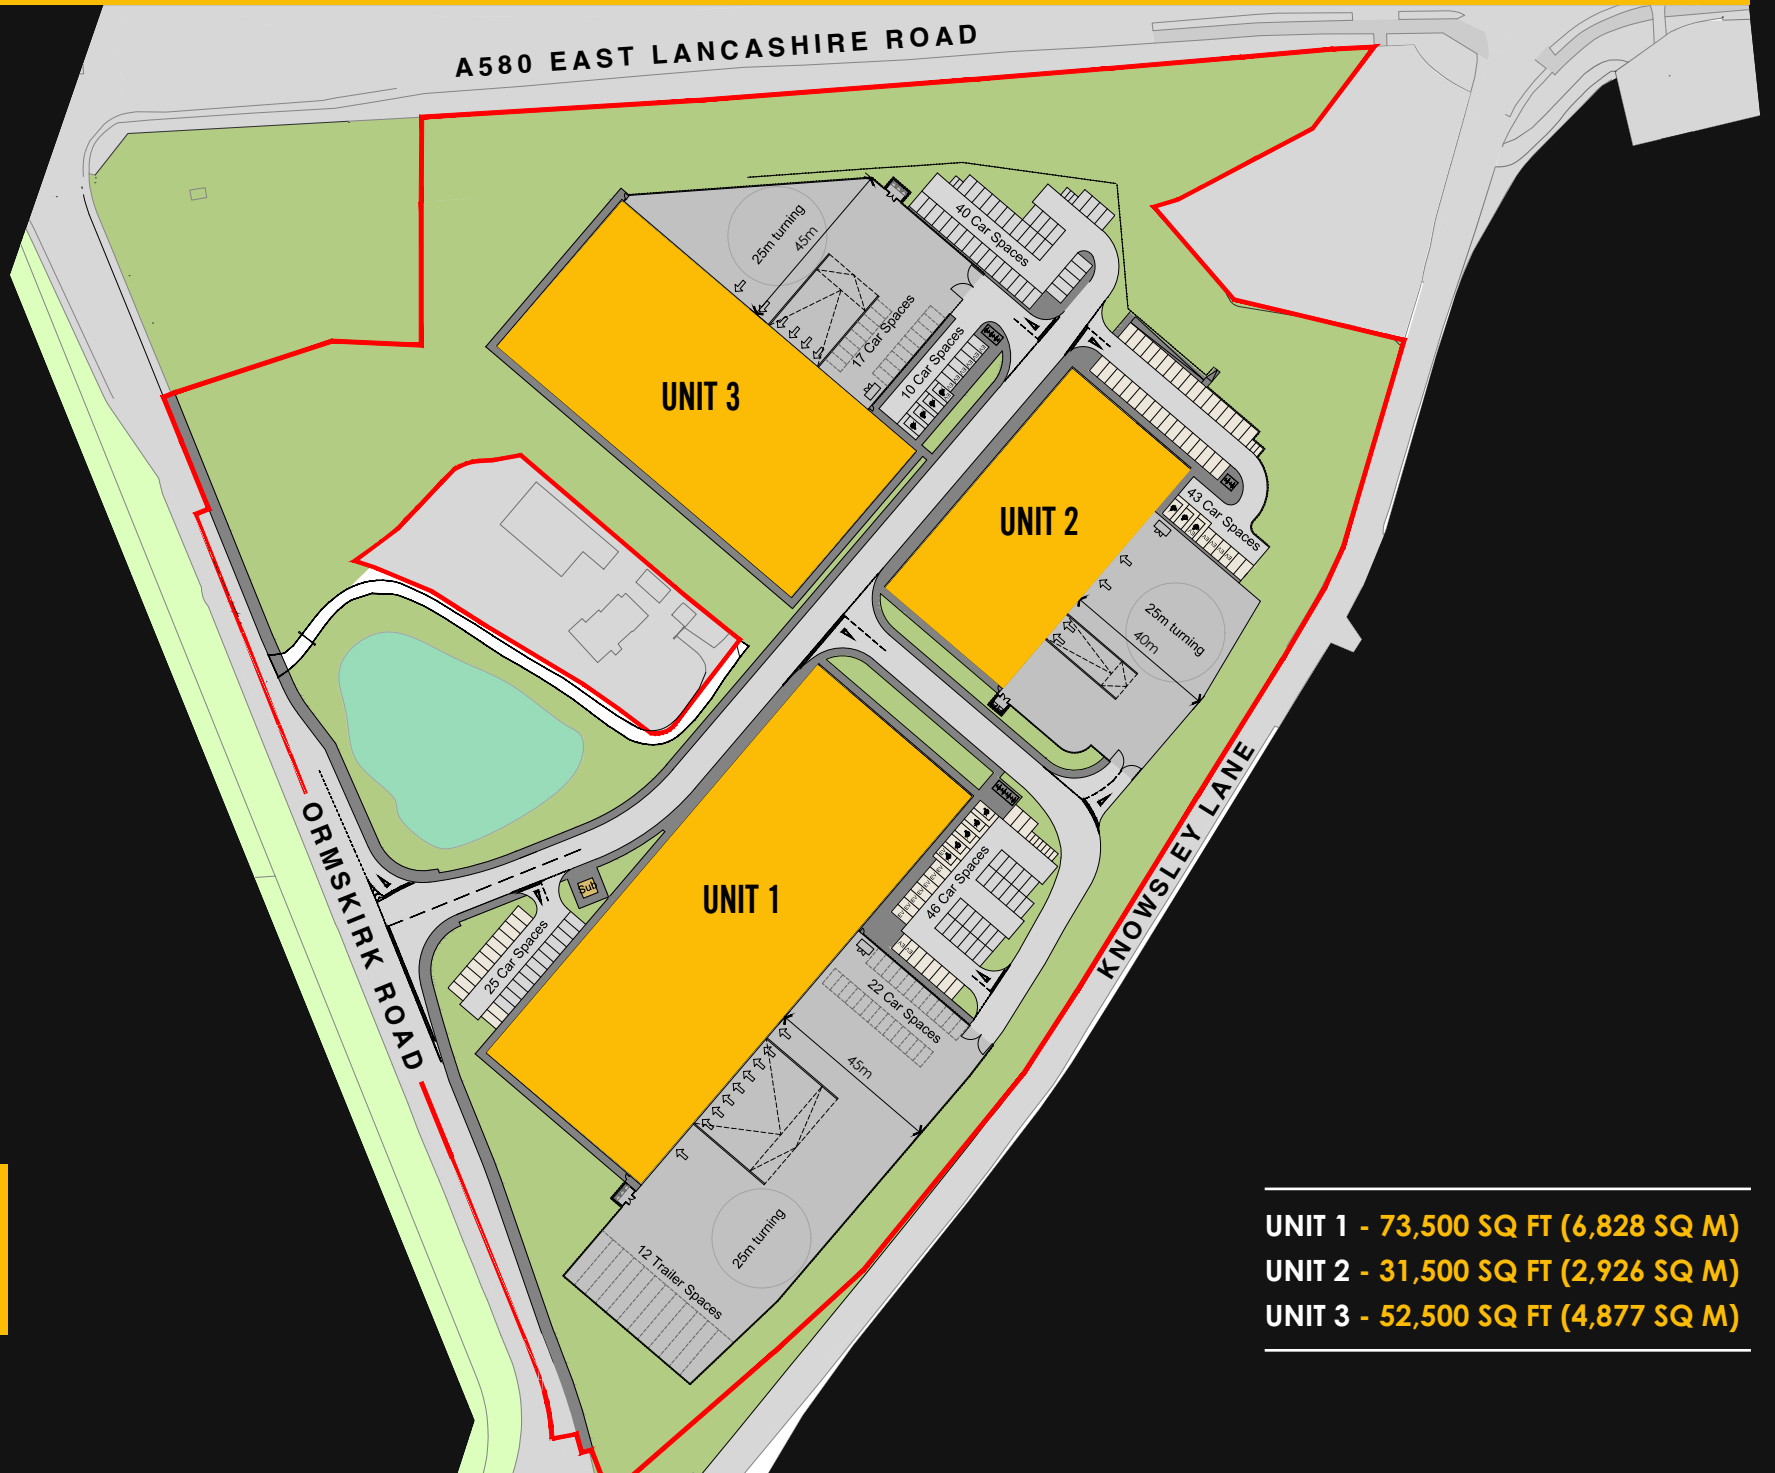 A580 EAST LANCASHIRE ROAD
25m turning
45m
40 Car Spaces
17 Car Spaces
10 Car Spaces
UNIT 3
UNIT 2
43 Car Spaces
25m turning
40m
UNIT 1
46 Car Spaces
Sub
25 Car Spaces
22 Car Spaces
45m
25m turning
12 Trailer Spaces
ORMSKIRK ROAD
KNOWSLEY LANE
UNIT 1 - 73,500 SQ FT (6,828 SQ M)
UNIT 2 - 31,500 SQ FT (2,926 SQ M)
UNIT 3 - 52,500 SQ FT (4,877 SQ M)